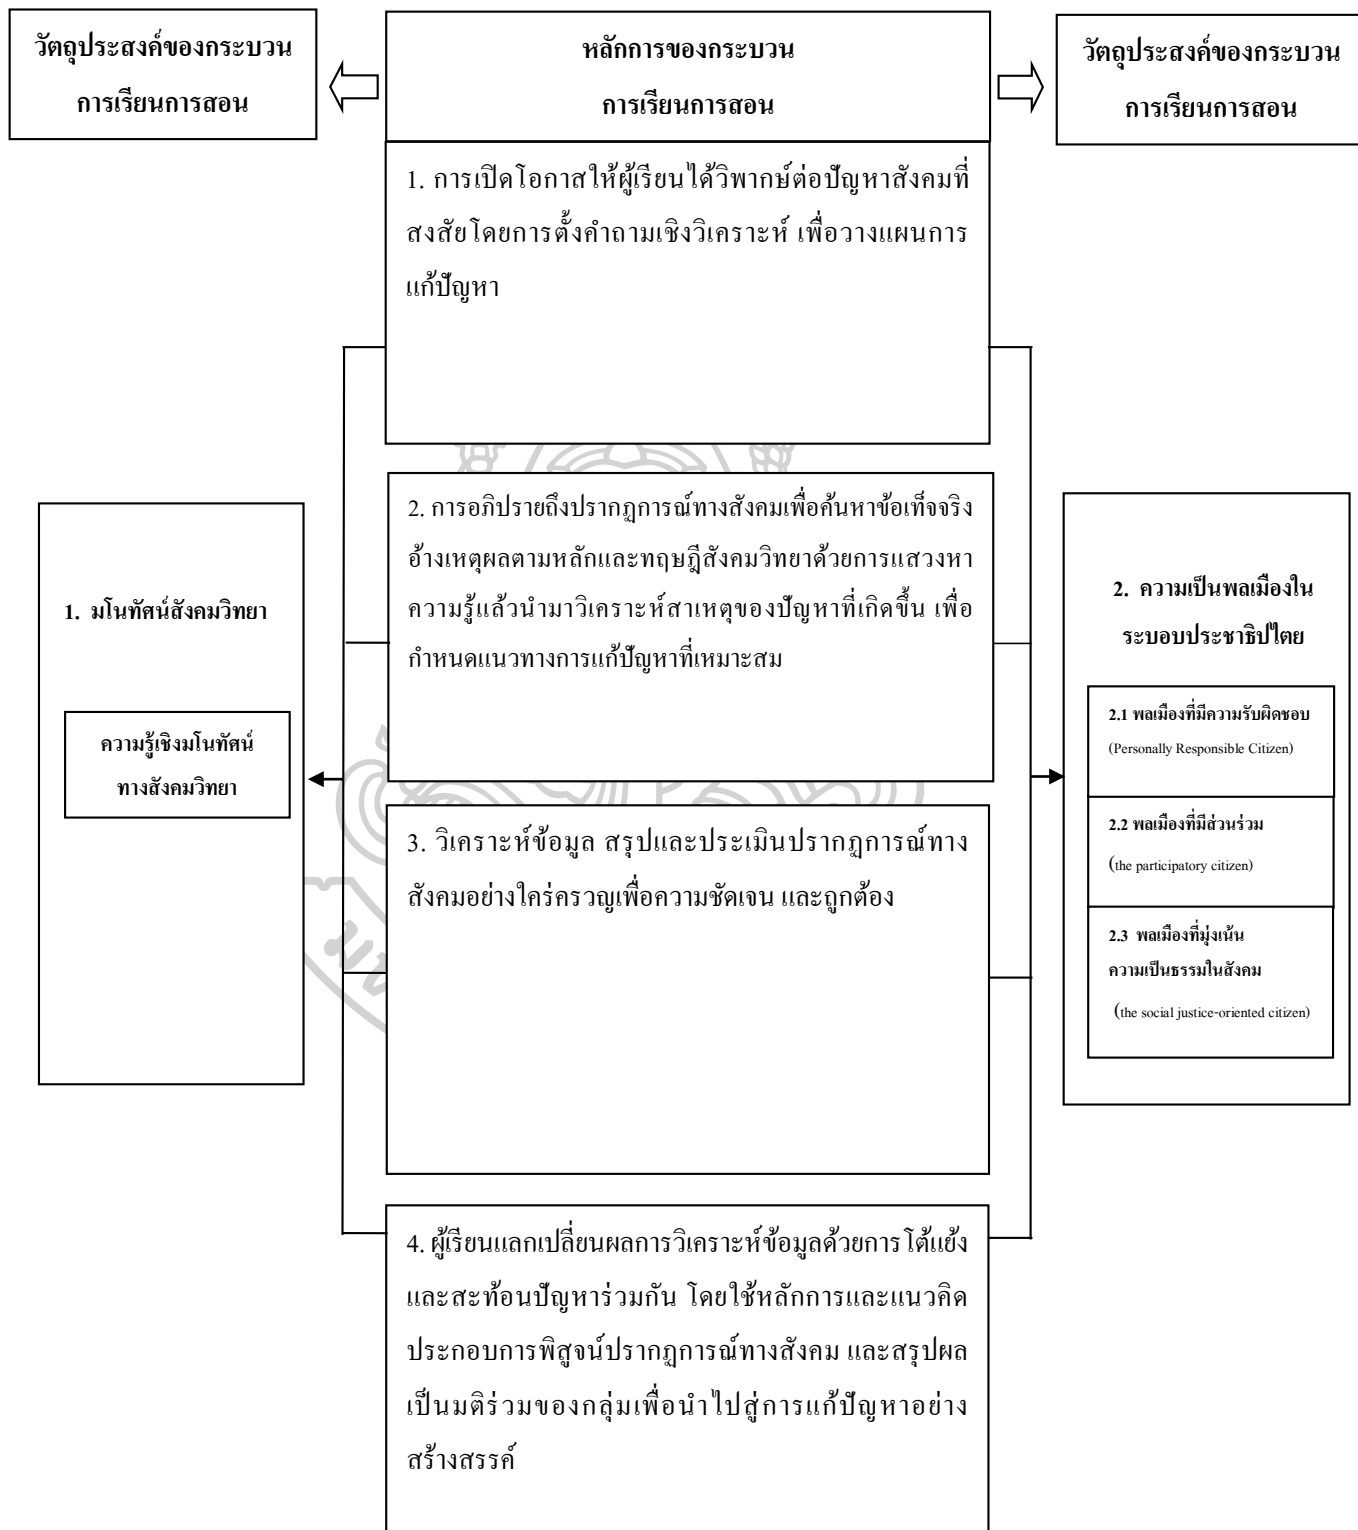 วัตถุประสงค์ของกระบวน
การเรียนการสอน
หลักการของกระบวน
การเรียนการสอน
วัตถุประสงค์ของกระบวน
การเรียนการสอน
1. การเปิดโอกาสให้ผู้เรียนได้วิพากษ์ต่อปัญหาสังคมที่
สงสัยโดยการตั้งคำถามเชิงวิเคราะห์ เพื่อวางแผนการ
แก้ปัญหา
2. การอภิปรายถึงปรากฏการณ์ทางสังคมเพื่อค้นหาข้อเท็จจริง
อ้างเหตุผลตามหลักและทฤษฎีสังคมวิทยาด้วยการแสวงหา
ความรู้แล้วนำมาวิเคราะห์สาเหตุของปัญหาที่เกิดขึ้น เพื่อ
กำหนดแนวทางการแก้ปัญหาที่เหมาะสม
3. วิเคราะห์ข้อมูล สรุปและประเมินปรากฏการณ์ทาง
สังคมอย่างใคร่ครวญเพื่อความชัดเจน และถูกต้อง
4. ผู้เรียนแลกเปลี่ยนผลการวิเคราะห์ข้อมูลด้วยการโต้แย้ง
และสะท้อนปัญหาร่วมกัน โดยใช้หลักการและแนวคิด
ประกอบการพิสูจน์ปรากฏการณ์ทางสังคม และสรุปผล
เป็นมติร่วมของกลุ่มเพื่อนำไปสู่การแก้ปัญหาอย่าง
สร้างสรรค์
1. มโนทัศน์สังคมวิทยา
ความรู้เชิงมโนทัศน์
ทางสังคมวิทยา
2. ความเป็นพลเมืองใน
ระบอบประชาธิปไตย
2.1 พลเมืองที่มีความรับผิดชอบ
(Personally Responsible Citizen)
2.2 พลเมืองที่มีส่วนร่วม
(the participatory citizen)
2.3 พลเมืองที่มุ่งเน้น
ความเป็นธรรมในสังคม
(the social justice-oriented citizen)